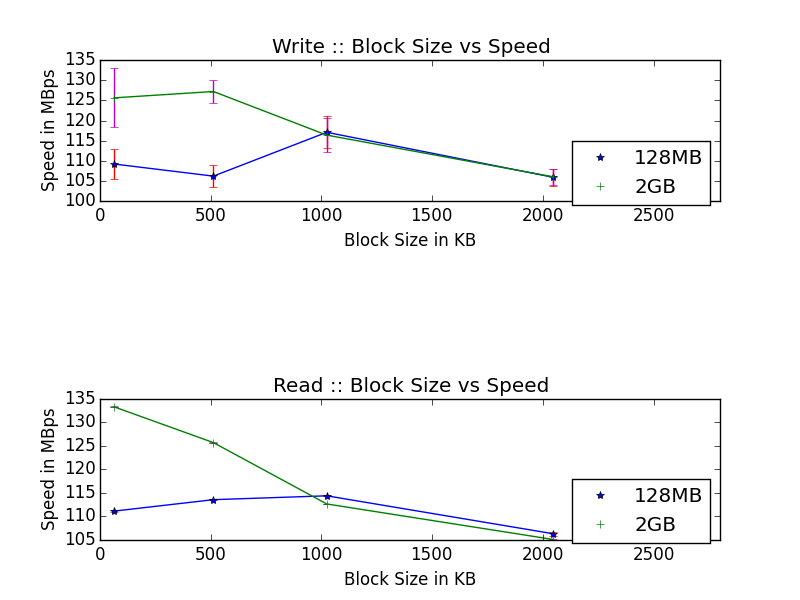 Write :: Block Size vs Speed
Speed in MBps
135
130
125
120
115
110
105
100
0 500 1000 1500 2000 2500
Block Size in KB
128MB
2GB
Read :: Block Size vs Speed
Speed in MBps
135
130
125
120
115
110
105
0 500 1000 1500 2000 2500
Block Size in KB
128MB
2GB